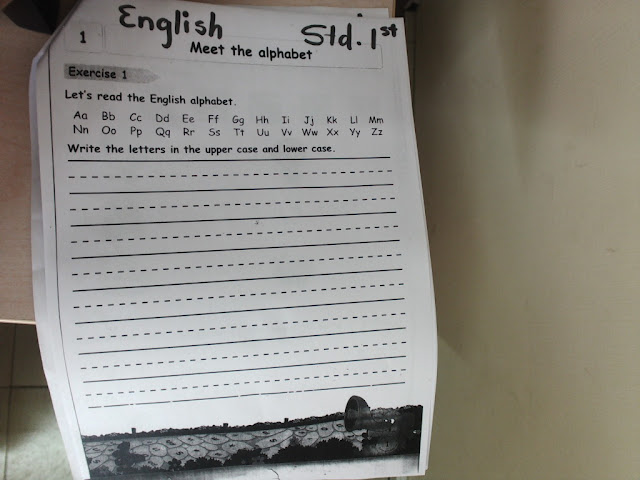 English
Std. 1st
1
Meet the alphabet
Exercise 1
Let's read the English alphabet.
Aa Bb Cc Dd Ee Ff Gg Hh Ii Jj Kk Ll Mm
Nn Oo Pp Qq Rr Ss Tt Uu Vv Ww Xx Yy Zz
Write the letters in the upper case and lower case.